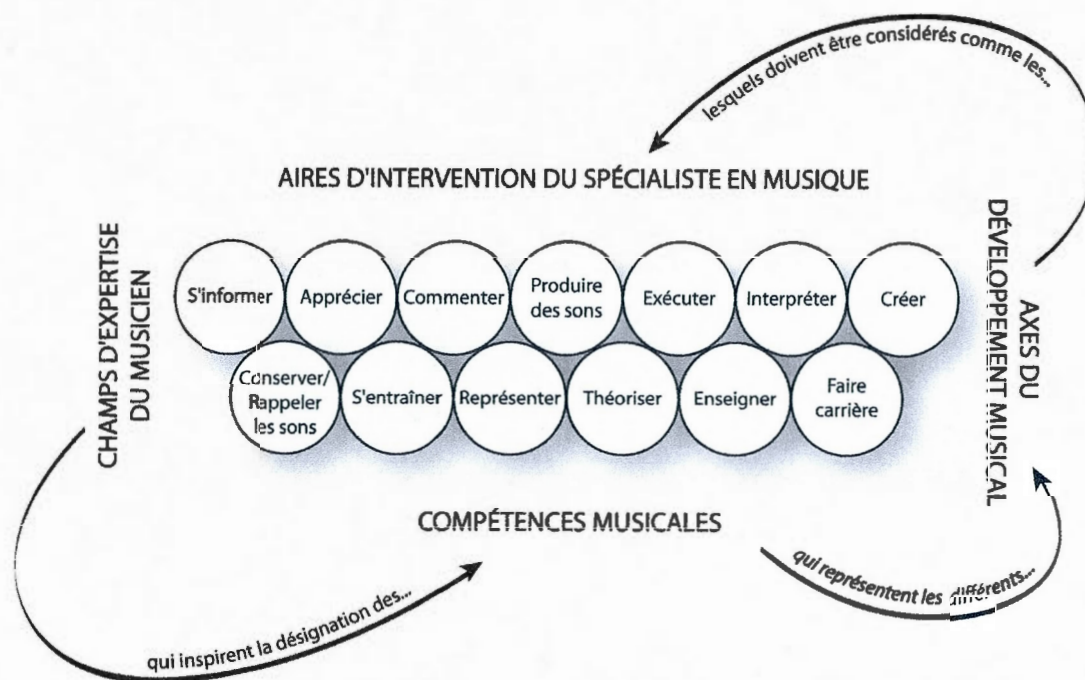 lesquels doivent être considérés comme les...
AIRES D'INTERVENTION DU SPÉCIALISTE EN MUSIQUE
CHAMPS D'EXPERTISE
DU MUSICIEN
S'informer
Apprécier
Commenter
Produire
des sons
Exécuter
Interpréter
Créer
Conserver/
Rappeler
les sons
S'entraîner
Représenter
Théoriser
Enseigner
Faire
carrière
AXES DU
DÉVELOPPEMENT MUSICAL
COMPÉTENCES MUSICALES
qui représentent les différents...
qui inspirent la désignation des...